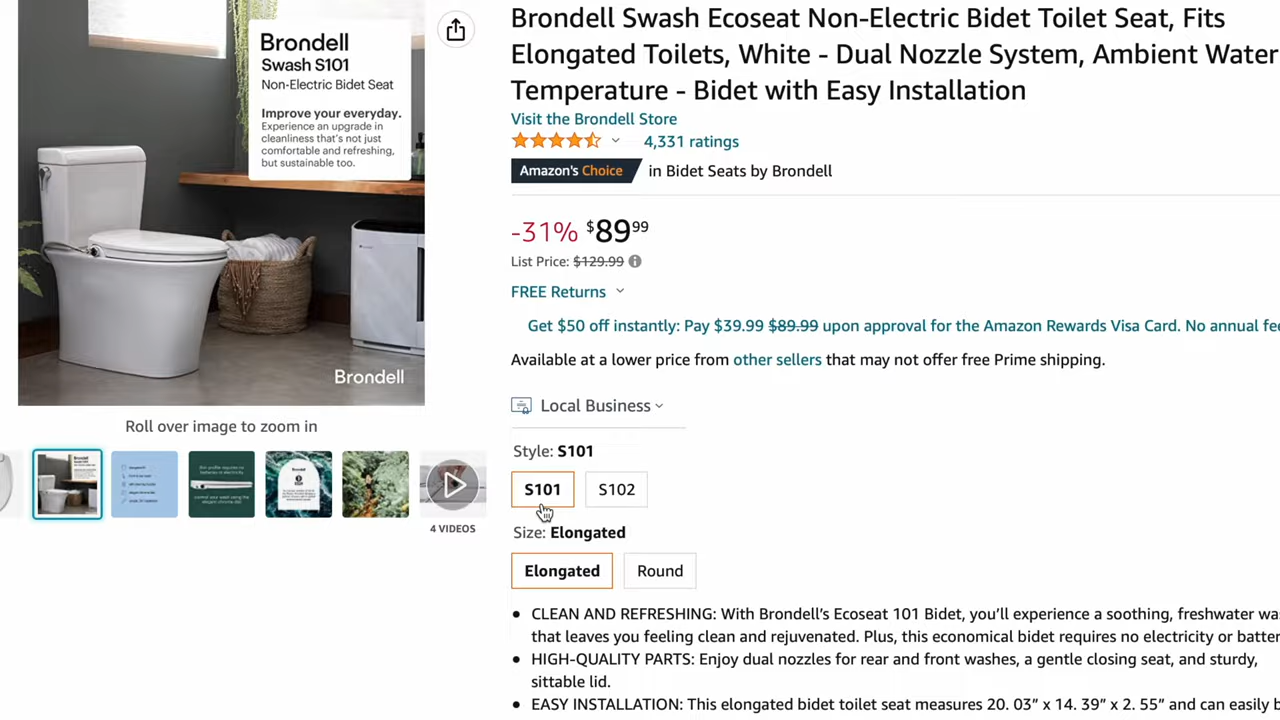 Brondell
Swash S101
Non-Electric Bidet Seat
Improve your everyday.
Experience an upgrade in
cleanliness that's not just
comfortable and refreshing,
but sustainable too.
Brondell
Roll over image to zoom in
4 VIDEOS
Brondell Swash Ecoseat Non-Electric Bidet Toilet Seat, Fits
Elongated Toilets, White - Dual Nozzle System, Ambient Water
Temperature - Bidet with Easy Installation
Visit the Brondell Store
4,331 ratings
Amazon's Choice in Bidet Seats by Brondell
-31% $89 99
List Price: $129.99
FREE Returns
Get $50 off instantly: Pay $39.99 $89.99 upon approval for the Amazon Rewards Visa Card. No annual fe
Available at a lower price from other sellers that may not offer free Prime shipping.
Local Business
Style: S101
S101 S102
Size: Elongated
Elongated Round
• CLEAN AND REFRESHING: With Brondell's Ecoseat 101 Bidet, you'll experience a soothing, freshwater wa
that leaves you feeling clean and rejuvenated. Plus, this economical bidet requires no electricity or batter
• HIGH-QUALITY PARTS: Enjoy dual nozzles for rear and front washes, a gentle closing seat, and sturdy,
sittable lid.
• EASY INSTALLATION: This elongated bidet toilet seat measures 20. 03” x 14. 39” x 2. 55” and can easily b